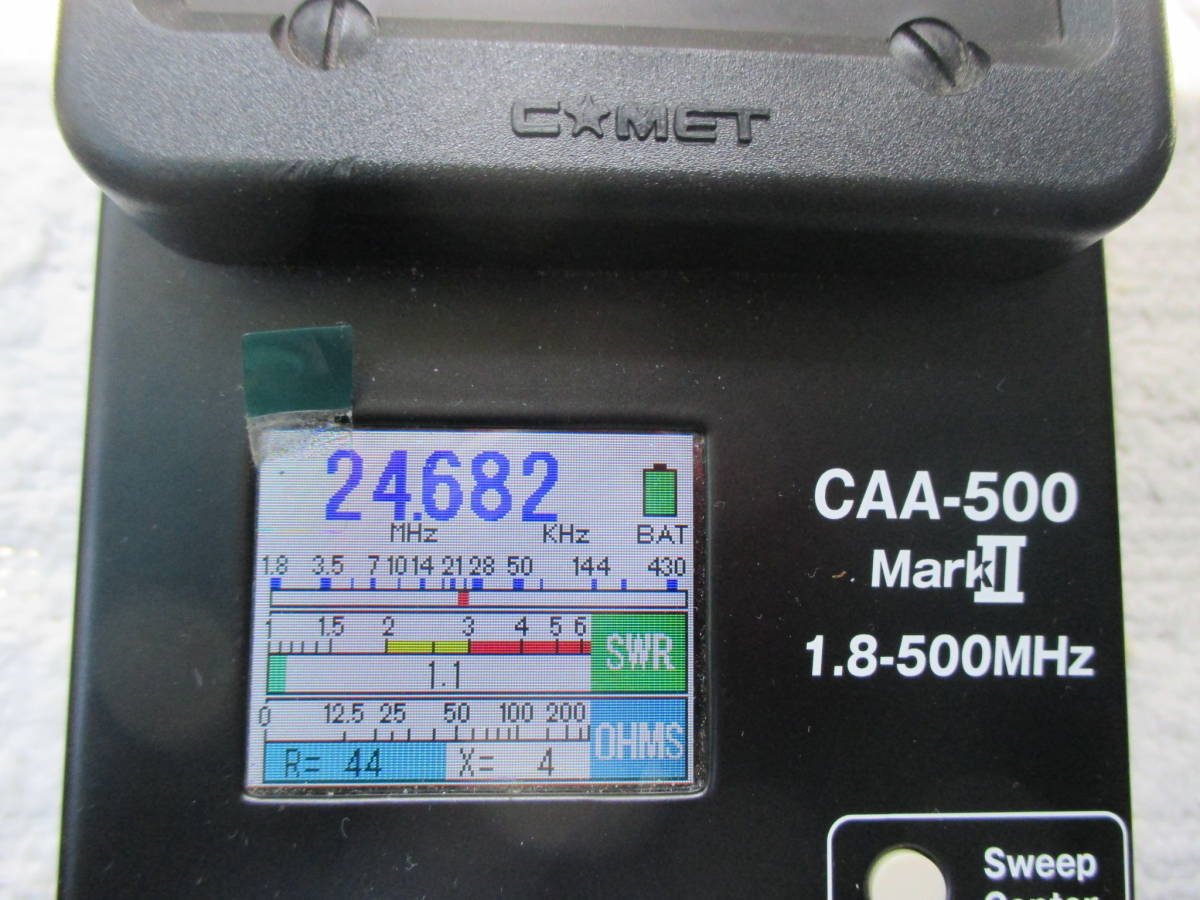 C☆MET
24.682
MHz KHz BAT
1.8 3.5 7 10 14 21 28 50 144 430
1 1.5 2 3 4 5 6
SWR
1.1
0 12.5 25 50 100 200
OHMS
R= 44 X= 4
CAA-500
MarkII
1.8-500MHz
Sweep
Center